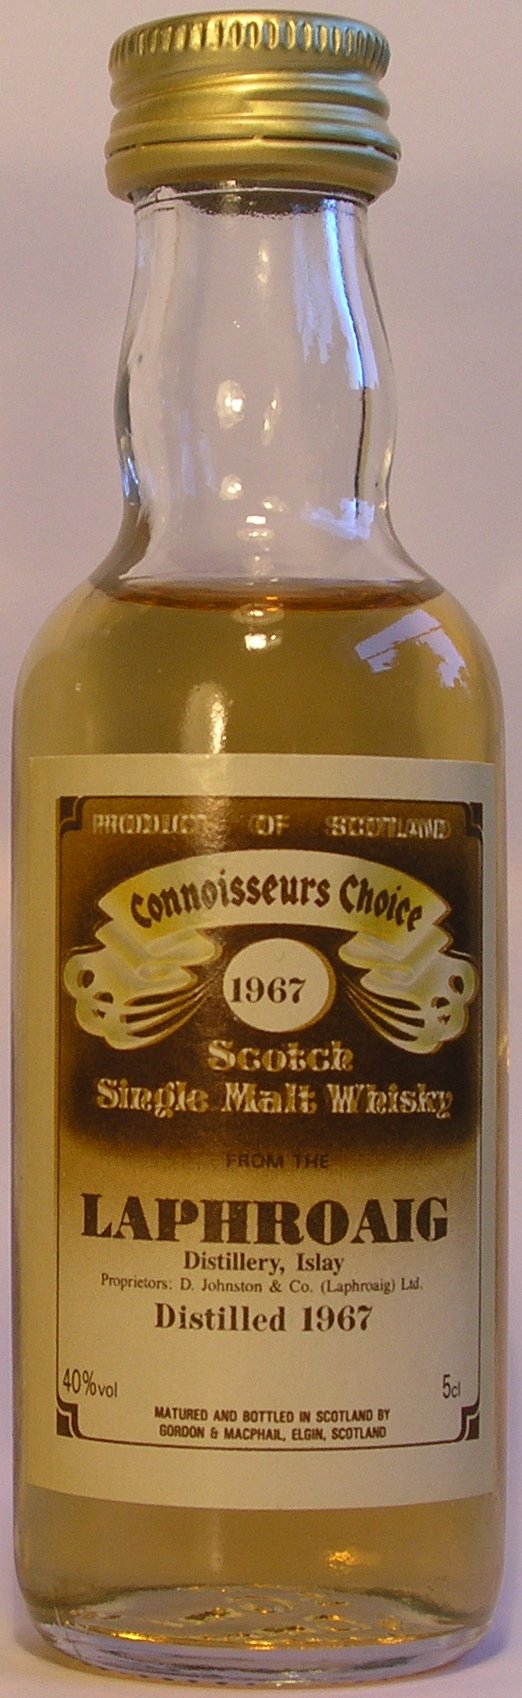 PRODUCT OF SCOTLAND
Connoisseurs Choice
1967
Scotch
Single Malt Whisky
FROM THE
LAPHROAIG
Distillery, Islay
Proprietors: D. Johnston & Co. (Laphroaig) Ltd.
Distilled 1967
40%vol 5cl
MATURED AND BOTTLED IN SCOTLAND BY
GORDON & MACPHAIL, ELGIN, SCOTLAND